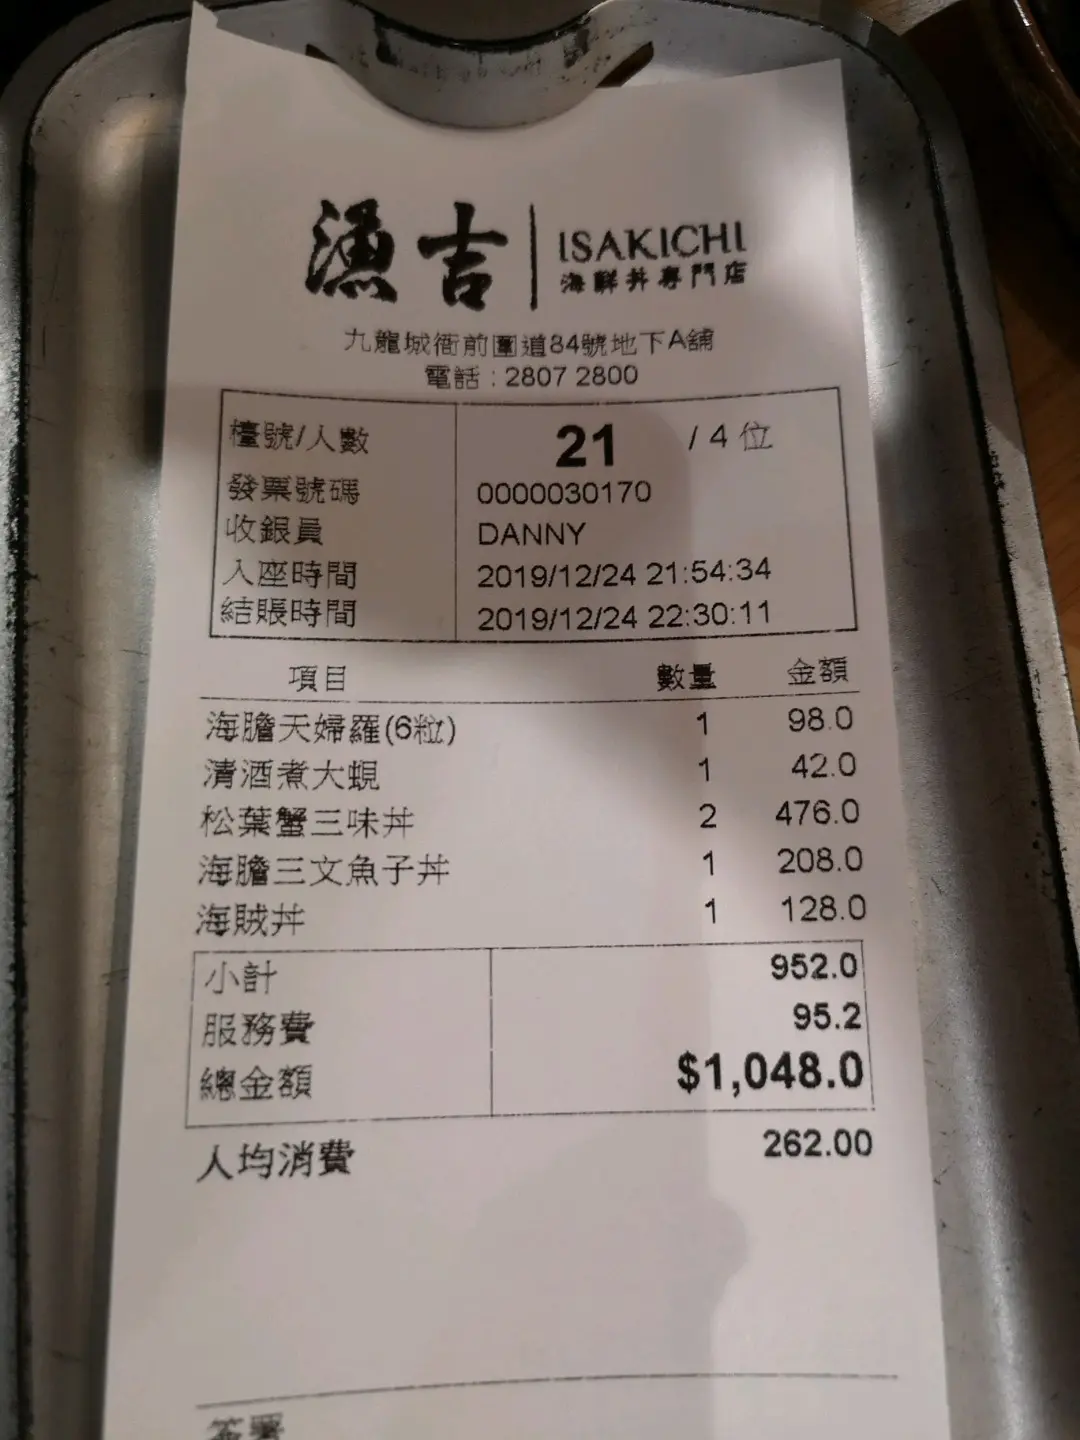 漁吉 ISAKICHI
海鮮丼專門店
九龍城衙前圍道84號地下A舖
電話 : 2807 2800
檯號/人數 21 / 4 位
發票號碼 0000030170
收銀員 DANNY
入座時間 2019/12/24 21:54:34
結賬時間 2019/12/24 22:30:11
項目 數量 金額
海膽天婦羅(6粒) 1 98.0
清酒煮大蜆 1 42.0
松葉蟹三味丼 2 476.0
海膽三文魚子丼 1 208.0
海賊丼 1 128.0
小計 952.0
服務費 95.2
總金額 $1,048.0
人均消費 262.00
簽署